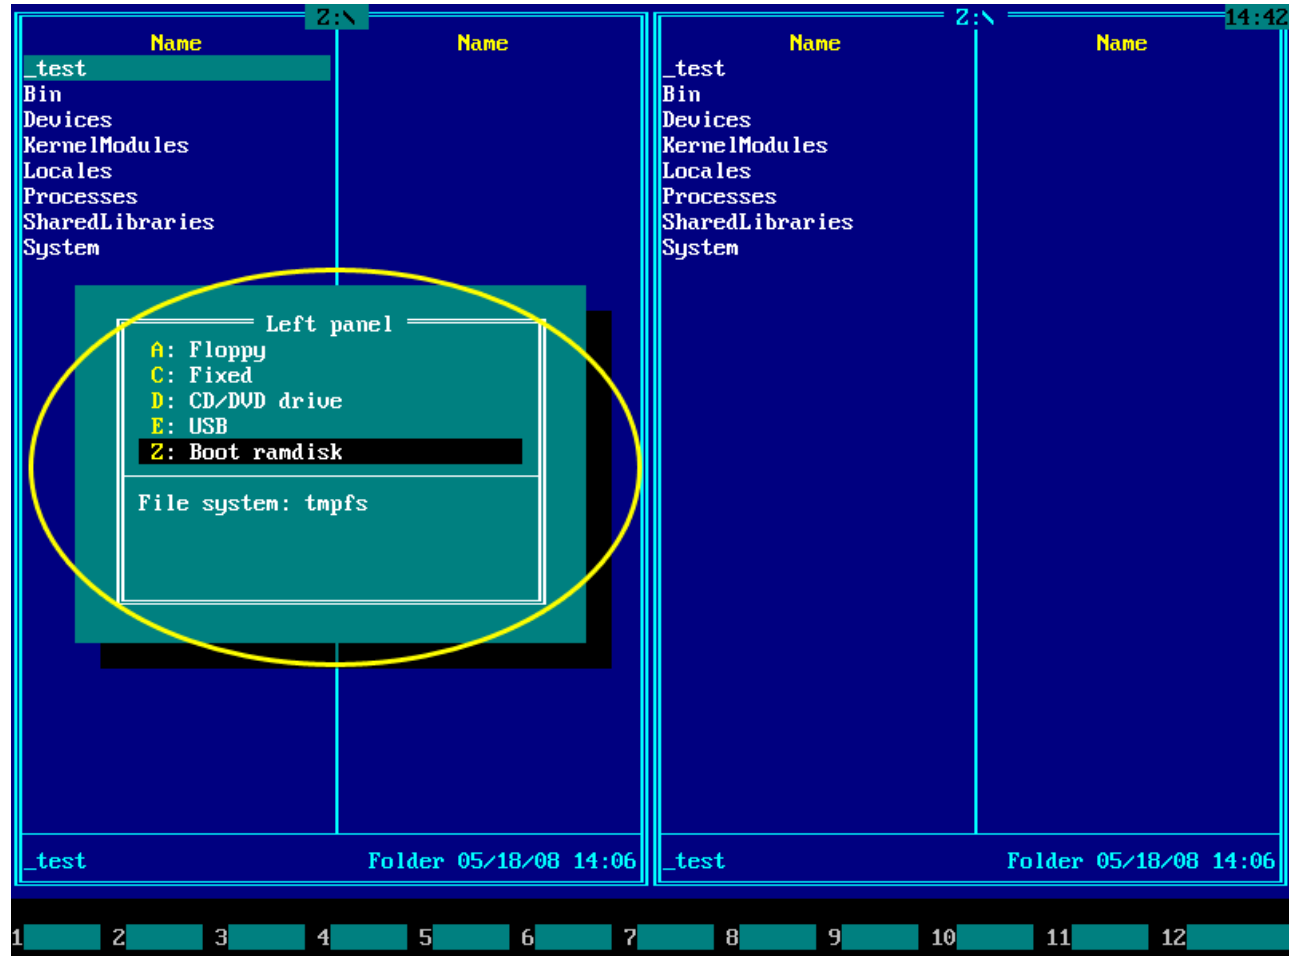 Z:\
Name Name
_test
Bin
Devices
KernelModules
Locales
Processes
SharedLibraries
System
Left panel
A: Floppy
C: Fixed
D: CD/DVD drive
E: USB
Z: Boot ramdisk
File system: tmpfs
_test Folder 05/18/08 14:06
Z:\ 14:42
Name Name
_test
Bin
Devices
KernelModules
Locales
Processes
SharedLibraries
System
_test Folder 05/18/08 14:06
1 2 3 4 5 6 7 8 9 10 11 12